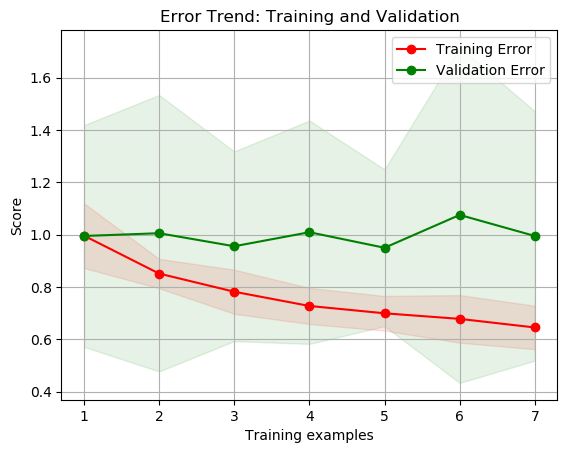 Error Trend: Training and Validation
Training Error
Validation Error
Score
1.6
1.4
1.2
1.0
0.8
0.6
0.4
1 2 3 4 5 6 7
Training examples